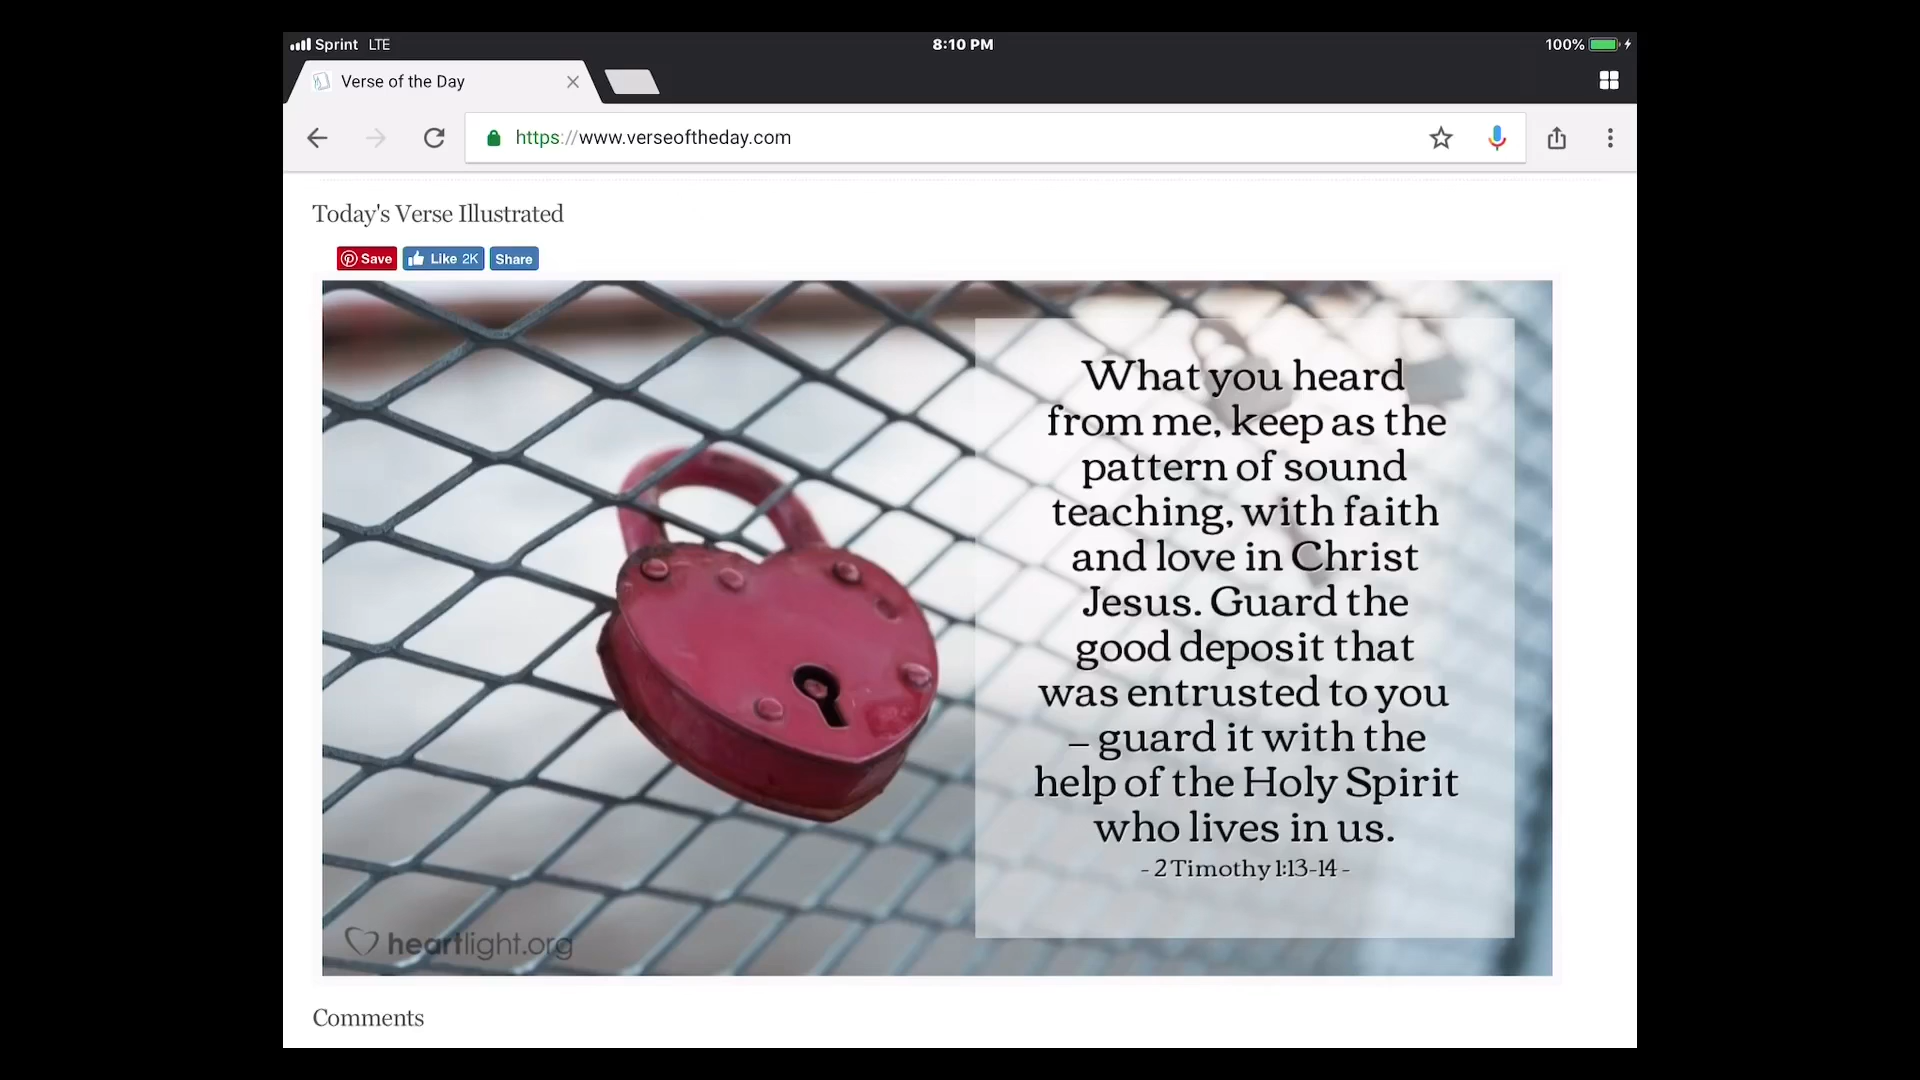 Sprint LTE 8:10 PM 100%
Verse of the Day
https://www.verseoftheday.com
Today's Verse Illustrated
Save Like 2K Share
What you heard
from me, keep as the
pattern of sound
teaching, with faith
and love in Christ
Jesus. Guard the
good deposit that
was entrusted to you
– guard it with the
help of the Holy Spirit
who lives in us.
- 2 Timothy 1:13-14 -
heartlight.org
Comments